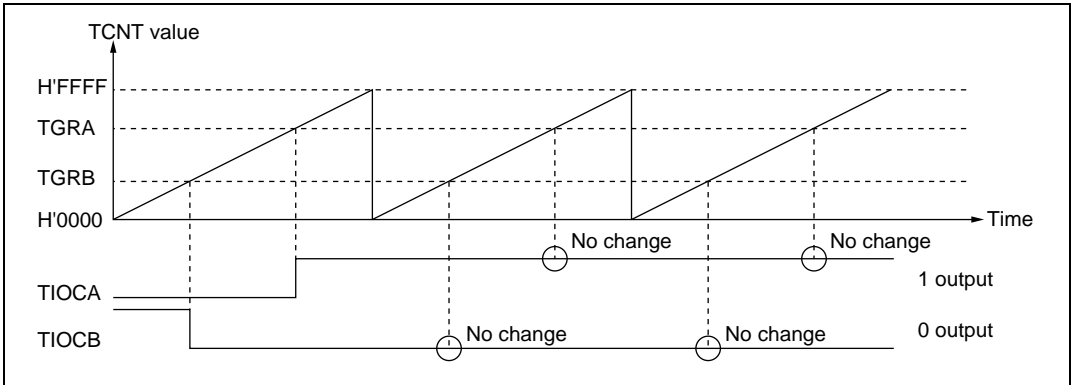 TCNT value
H'FFFF
TGRA
TGRB
H'0000
Time
No change
No change
1 output
TIOCA
No change
No change
0 output
TIOCB